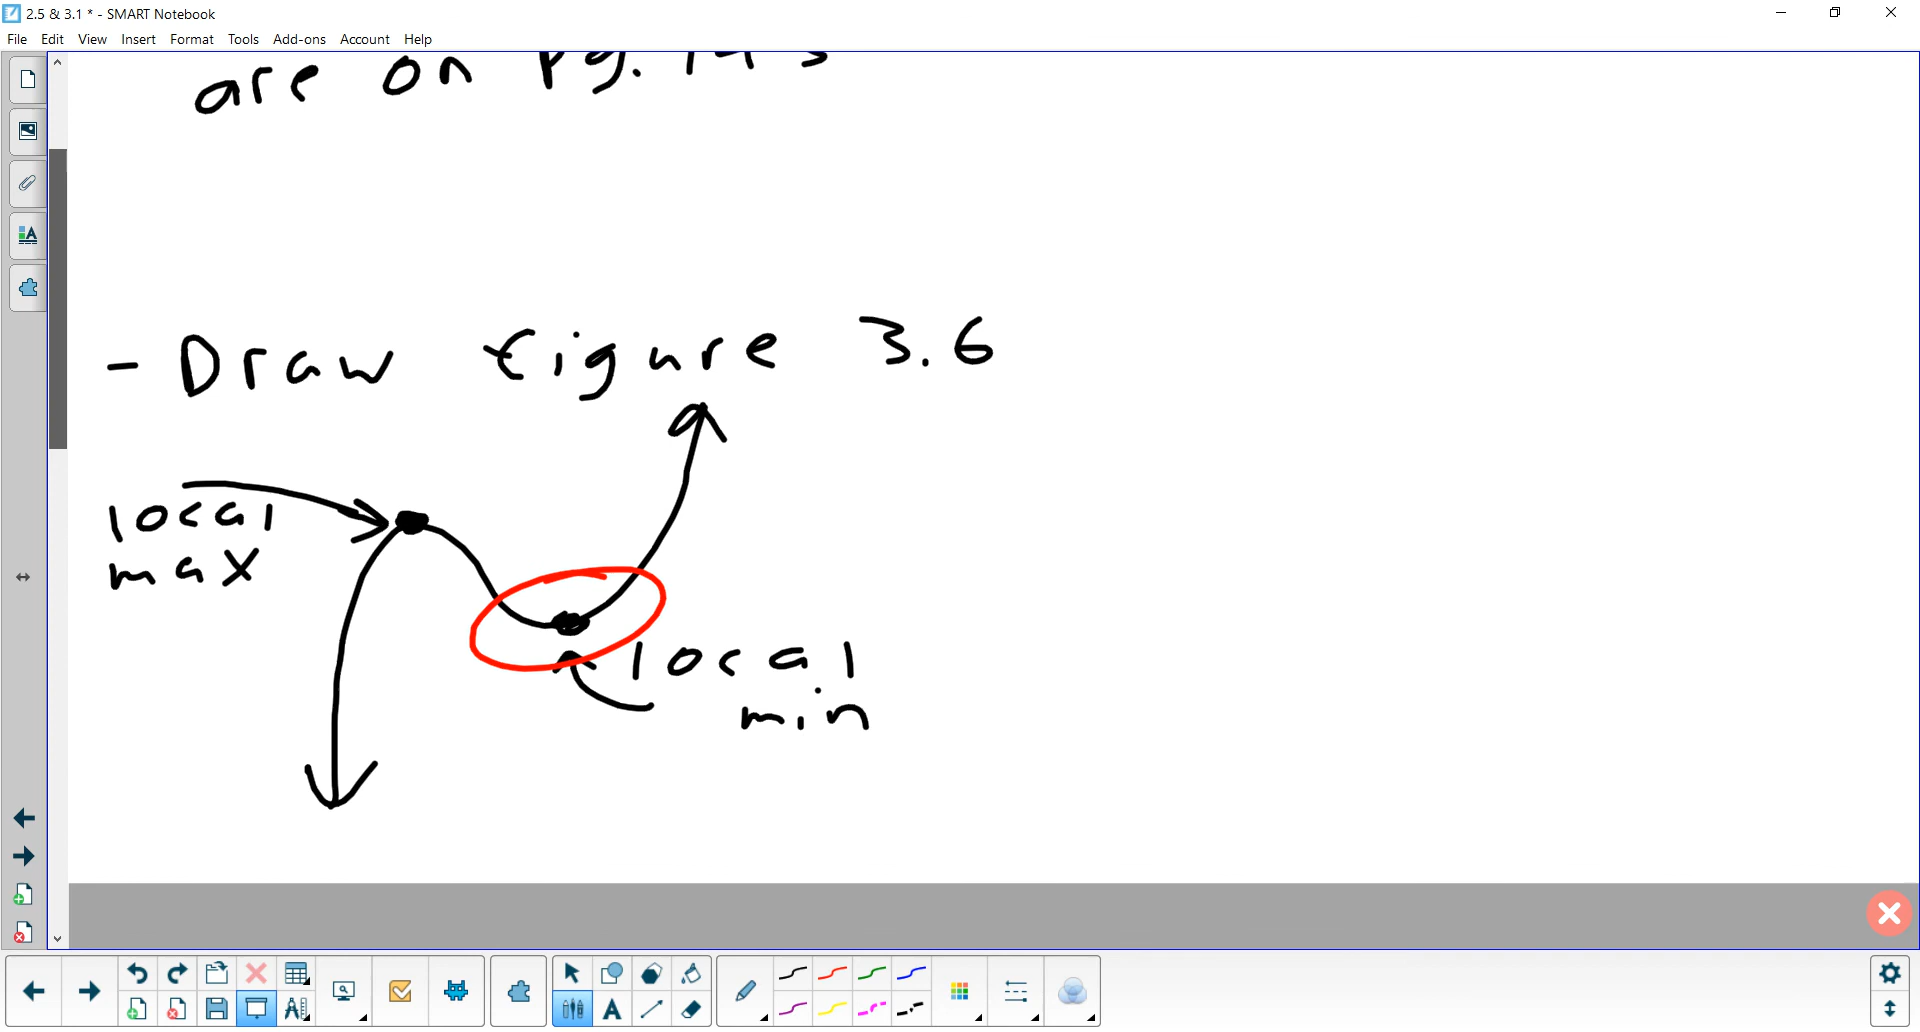 2.5 & 3.1 * - SMART Notebook
File Edit View Insert Format Tools Add-ons Account Help
are on pg.
- Draw figure 3.6
local
max
local
min